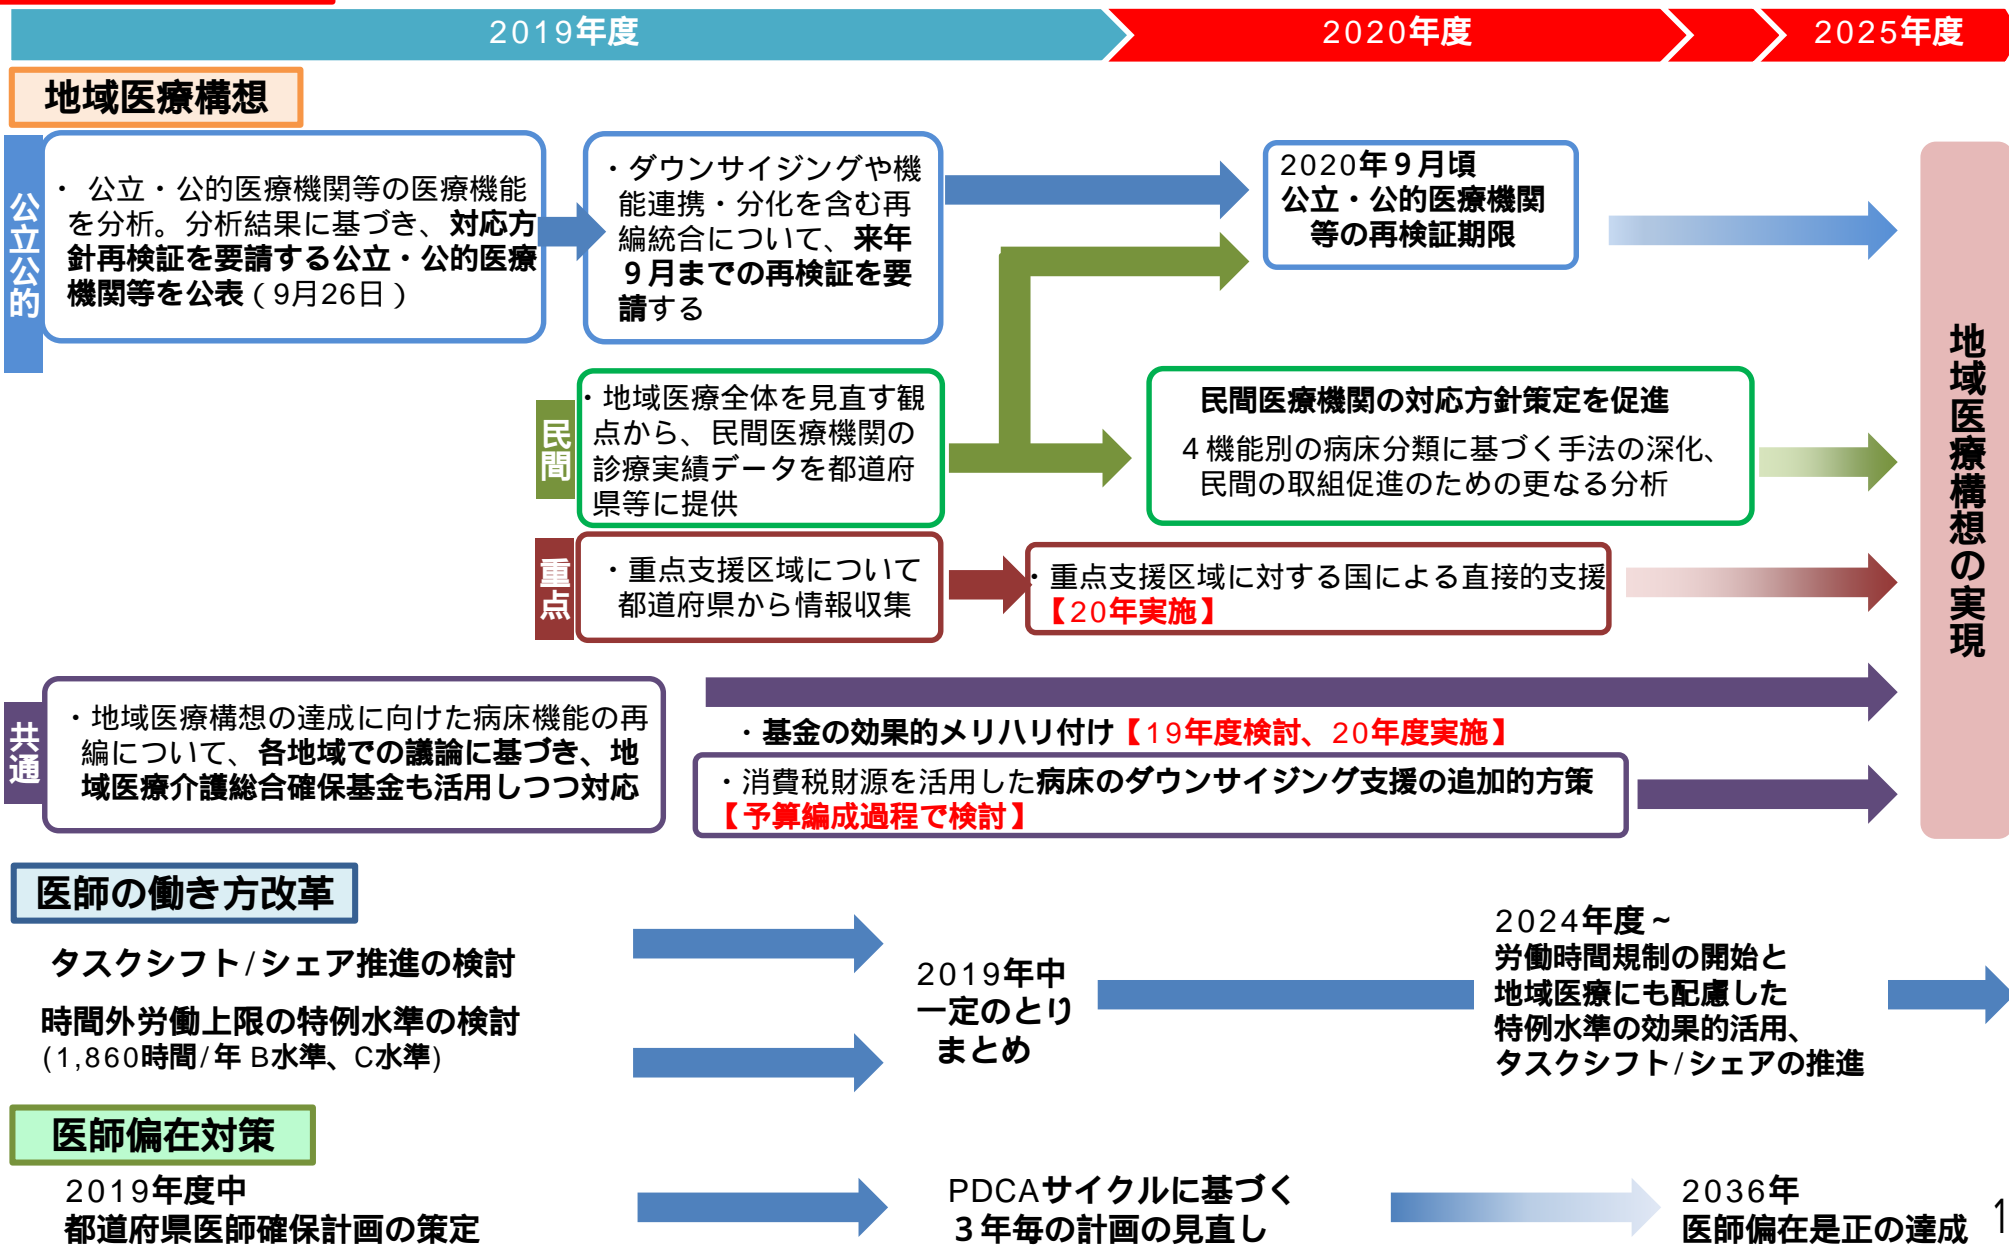 2019年度
2020年度
2025年度
地域医療構想
公立公的
・ 公立・公的医療機関等の医療機能
を分析。分析結果に基づき、対応方
針再検証を要請する公立・公的医療
機関等を公表（9月26日）
・ダウンサイジングや機
能連携・分化を含む再
編統合について、来年
９月までの再検証を要
請する
2020年９月頃
公立・公的医療機関
等の再検証期限
民間
・地域医療全体を見直す観
点から、民間医療機関の
診療実績データを都道府
県等に提供
民間医療機関の対応方針策定を促進
４機能別の病床分類に基づく手法の深化、
民間の取組促進のための更なる分析
重点
・重点支援区域について
都道府県から情報収集
・重点支援区域に対する国による直接的支援
【20年実施】
共通
・地域医療構想の達成に向けた病床機能の再
編について、各地域での議論に基づき、地
域医療介護総合確保基金も活用しつつ対応
・基金の効果的メリハリ付け【19年度検討、20年度実施】
・消費税財源を活用した病床のダウンサイジング支援の追加的方策
【予算編成過程で検討】
地域医療構想の実現
医師の働き方改革
タスクシフト/シェア推進の検討
時間外労働上限の特例水準の検討
(1,860時間/年 B水準、C水準)
2019年中
一定のとり
まとめ
2024年度～
労働時間規制の開始と
地域医療にも配慮した
特例水準の効果的活用、
タスクシフト/シェアの推進
医師偏在対策
2019年度中
都道府県医師確保計画の策定
PDCAサイクルに基づく
３年毎の計画の見直し
2036年
医師偏在是正の達成
1